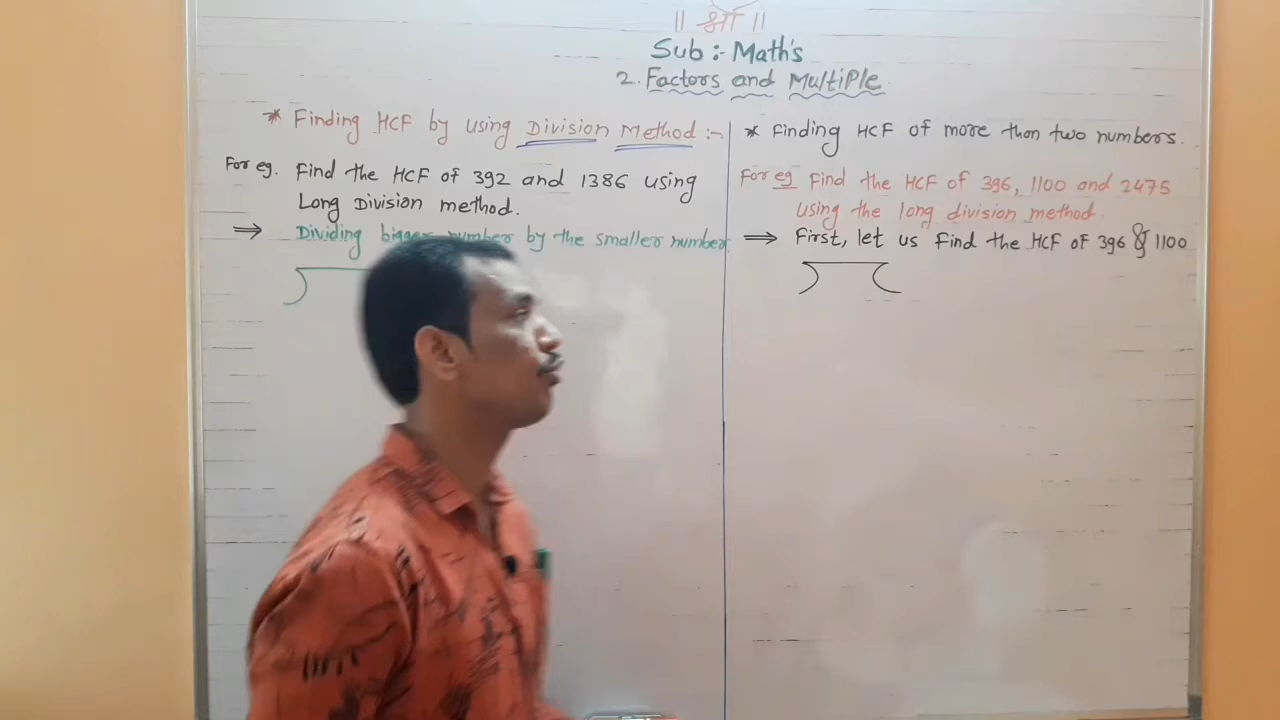 || श्री ||
Sub :- Math's
2. Factors and Multiple
* Finding HCF by using Division Method :-
For eg. Find the HCF of 392 and 1386 using
Long Division method.
⇒ Dividing bigger number by the smaller number
* Finding HCF of more than two numbers.
For eg Find the HCF of 396, 1100 and 2475
using the long division method.
⇒ First, let us Find the HCF of 396 & 1100